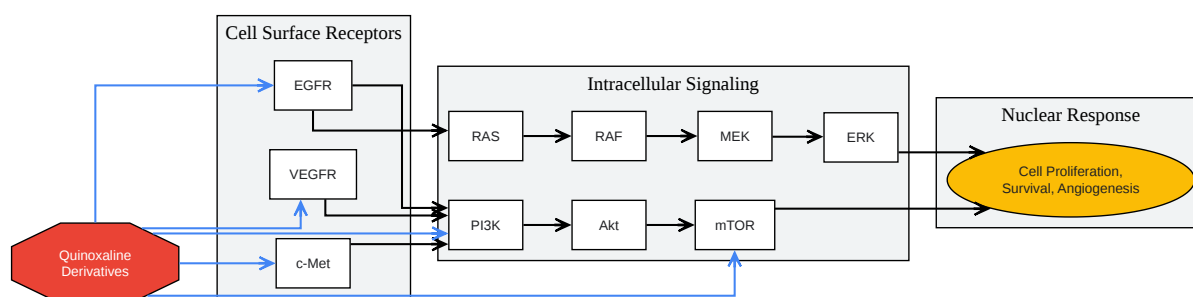 Cell Surface Receptors
EGFR
VEGFR
c-Met
Quinoxaline
Derivatives
Intracellular Signaling
RAS
RAF
MEK
ERK
PI3K
Akt
mTOR
Nuclear Response
Cell Proliferation,
Survival, Angiogenesis